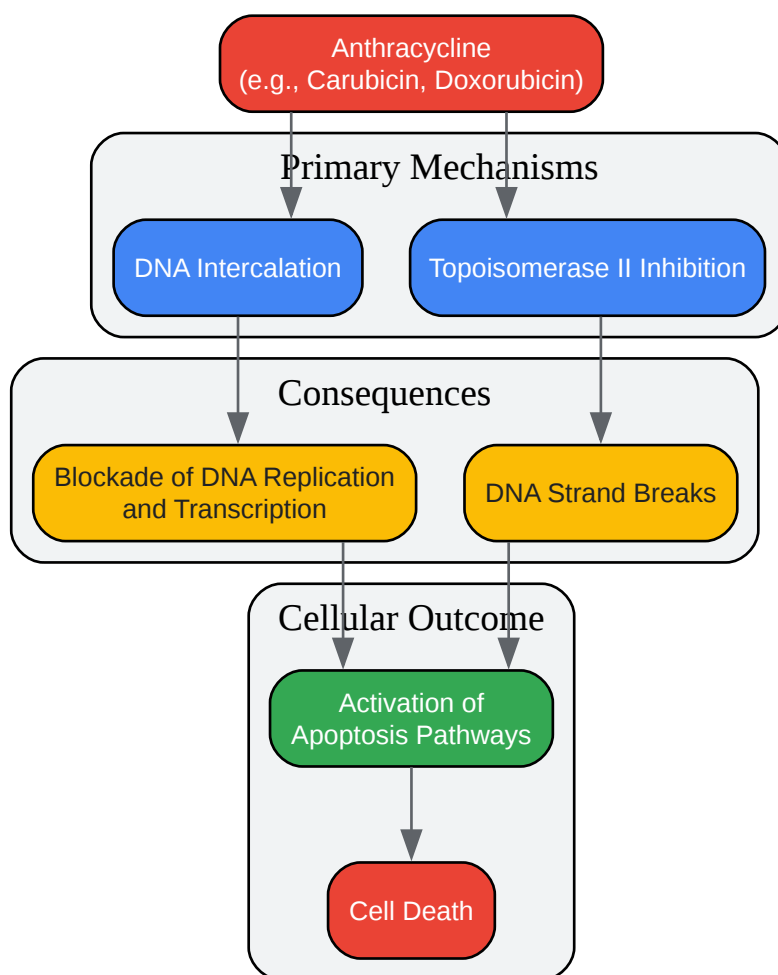 Anthracycline
(e.g., Carubicin, Doxorubicin)
Primary Mechanisms
DNA Intercalation
Topoisomerase II Inhibition
Consequences
Blockade of DNA Replication
and Transcription
DNA Strand Breaks
Cellular Outcome
Activation of
Apoptosis Pathways
Cell Death